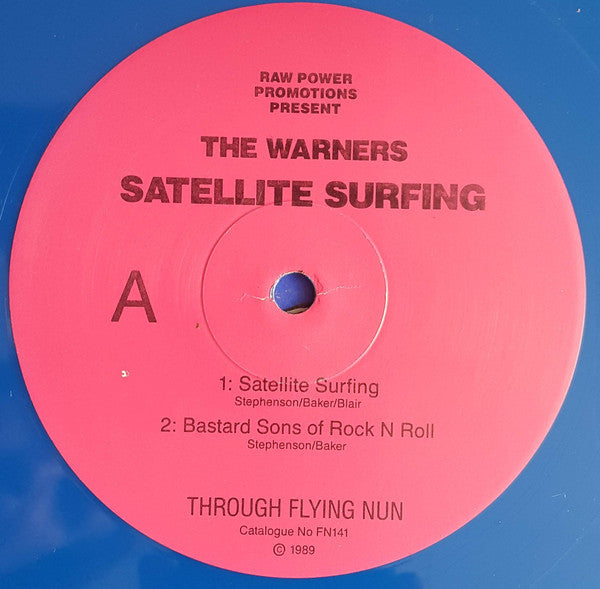 RAW POWER
PROMOTIONS
PRESENT
THE WARNERS
SATELLITE SURFING
A
1: Satellite Surfing
Stephenson/Baker/Blair
2: Bastard Sons of Rock N Roll
Stephenson/Baker
THROUGH FLYING NUN
Catalogue No FN141
© 1989